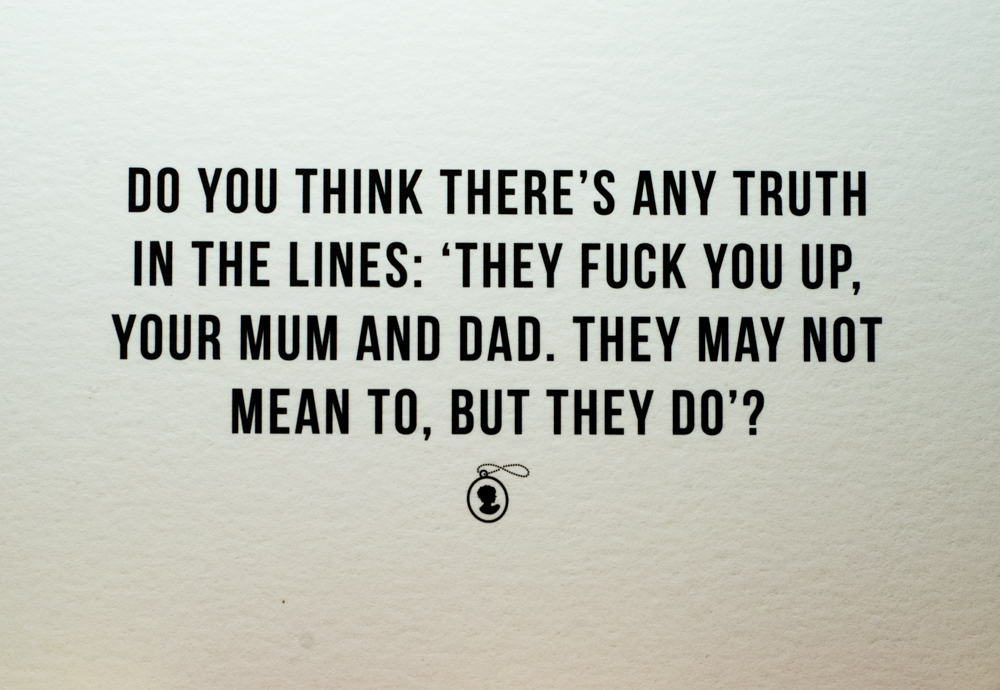 DO YOU THINK THERE’S ANY TRUTH
IN THE LINES: ‘THEY FUCK YOU UP,
YOUR MUM AND DAD. THEY MAY NOT
MEAN TO, BUT THEY DO’?